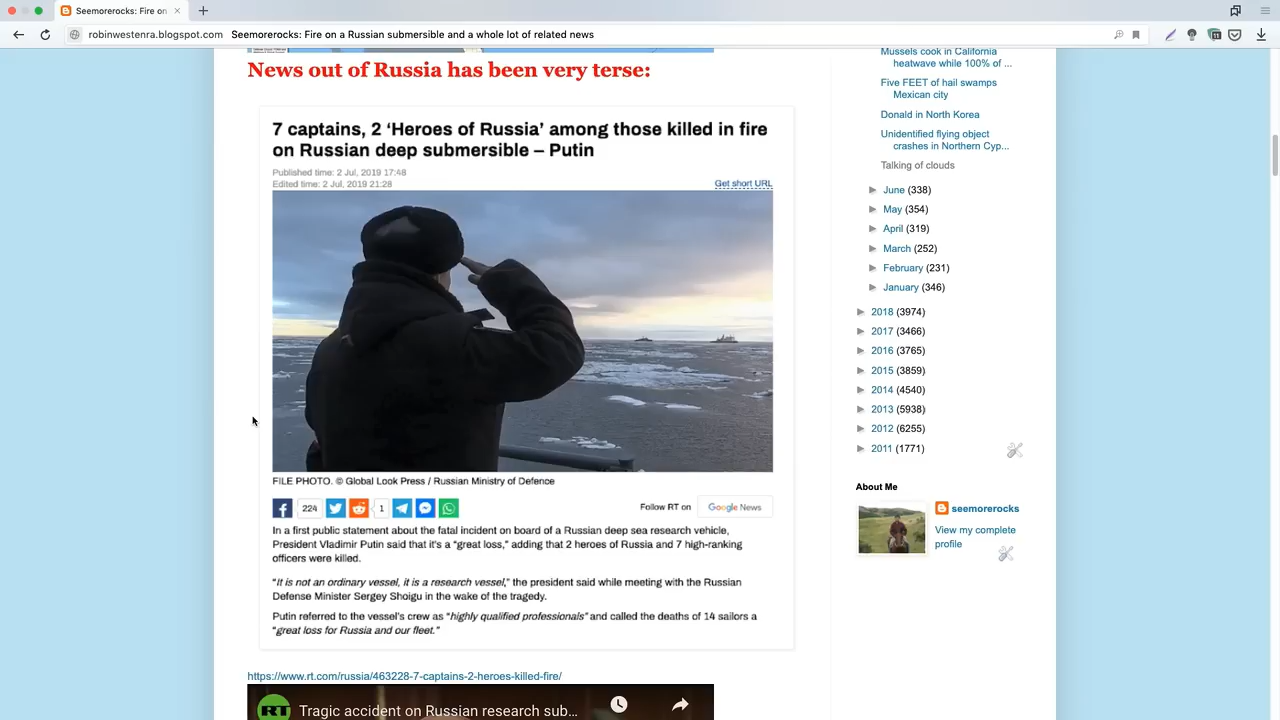 Seemorerocks: Fire on
robinwestenra.blogspot.com Seemorerocks: Fire on a Russian submersible and a whole lot of related news
News out of Russia has been very terse:
7 captains, 2 ‘Heroes of Russia’ among those killed in fire
on Russian deep submersible – Putin
Published time: 2 Jul, 2019 17:48
Edited time: 2 Jul, 2019 21:28
Get short URL
FILE PHOTO. © Global Look Press / Russian Ministry of Defence
224
1
Follow RT on
Google News
In a first public statement about the fatal incident on board of a Russian deep sea research vehicle,
President Vladimir Putin said that it's a “great loss,” adding that 2 heroes of Russia and 7 high-ranking
officers were killed.
“It is not an ordinary vessel, it is a research vessel,” the president said while meeting with the Russian
Defense Minister Sergey Shoigu in the wake of the tragedy.
Putin referred to the vessel's crew as “highly qualified professionals” and called the deaths of 14 sailors a
“great loss for Russia and our fleet.”
https://www.rt.com/russia/463228-7-captains-2-heroes-killed-fire/
RT
Tragic accident on Russian research sub...
Mussels cook in California
heatwave while 100% of ...
Five FEET of hail swamps
Mexican city
Donald in North Korea
Unidentified flying object
crashes in Northern Cyp...
Talking of clouds
► June (338)
► May (354)
► April (319)
► March (252)
► February (231)
► January (346)
► 2018 (3974)
► 2017 (3466)
► 2016 (3765)
► 2015 (3859)
► 2014 (4540)
► 2013 (5938)
► 2012 (6255)
► 2011 (1771)
About Me
seemorerocks
View my complete
profile